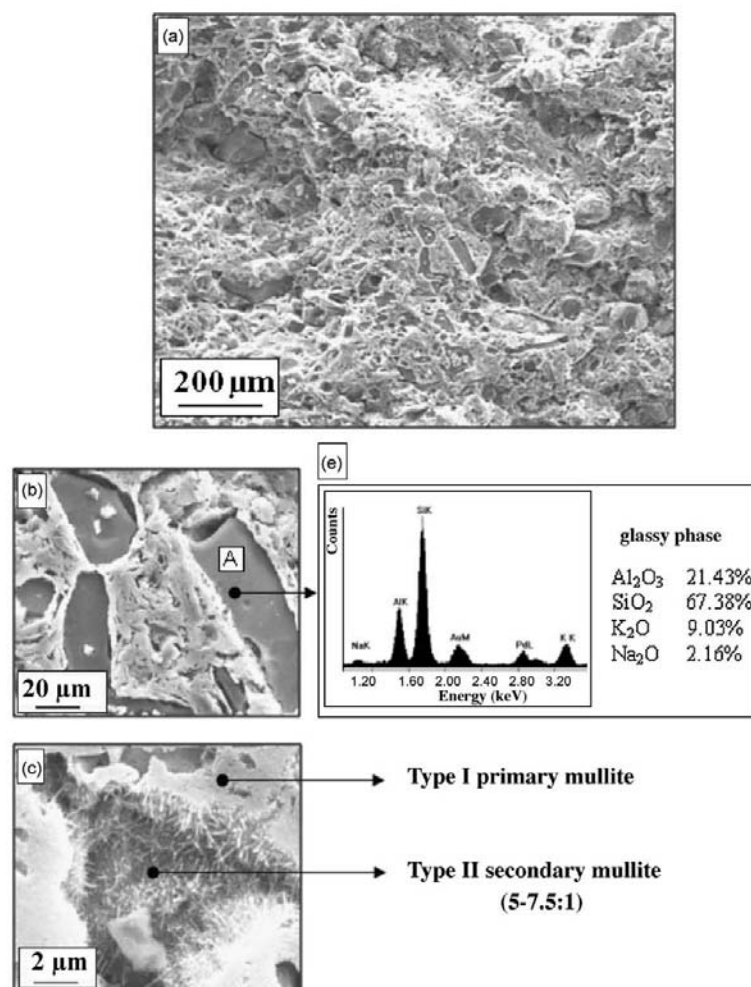 (a)
200 µm
(b)
A
20 µm
(e)
Counts
NaK
AlK
SiK
AuM
PdL
K K
1.20 1.60 2.00 2.40 2.80 3.20
Energy (keV)
glassy phase
Al₂O₃ 21.43%
SiO₂ 67.38%
K₂O 9.03%
Na₂O 2.16%
(c)
2 µm
Type I primary mullite
Type II secondary mullite
(5-7.5:1)